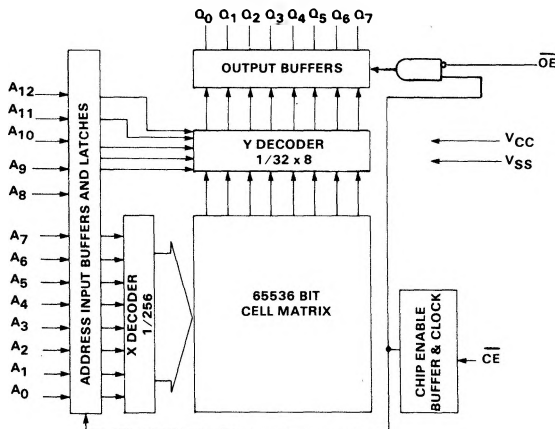 Q0 Q1 Q2 Q3 Q4 Q5 Q6 Q7
OUTPUT BUFFERS
OE
A12
A11
A10
A9
A8
A7
A6
A5
A4
A3
A2
A1
A0
ADDRESS INPUT BUFFERS AND LATCHES
Y DECODER
1/32 x 8
VCC
VSS
X DECODER
1/256
65536 BIT
CELL MATRIX
CHIP ENABLE
BUFFER & CLOCK
CE